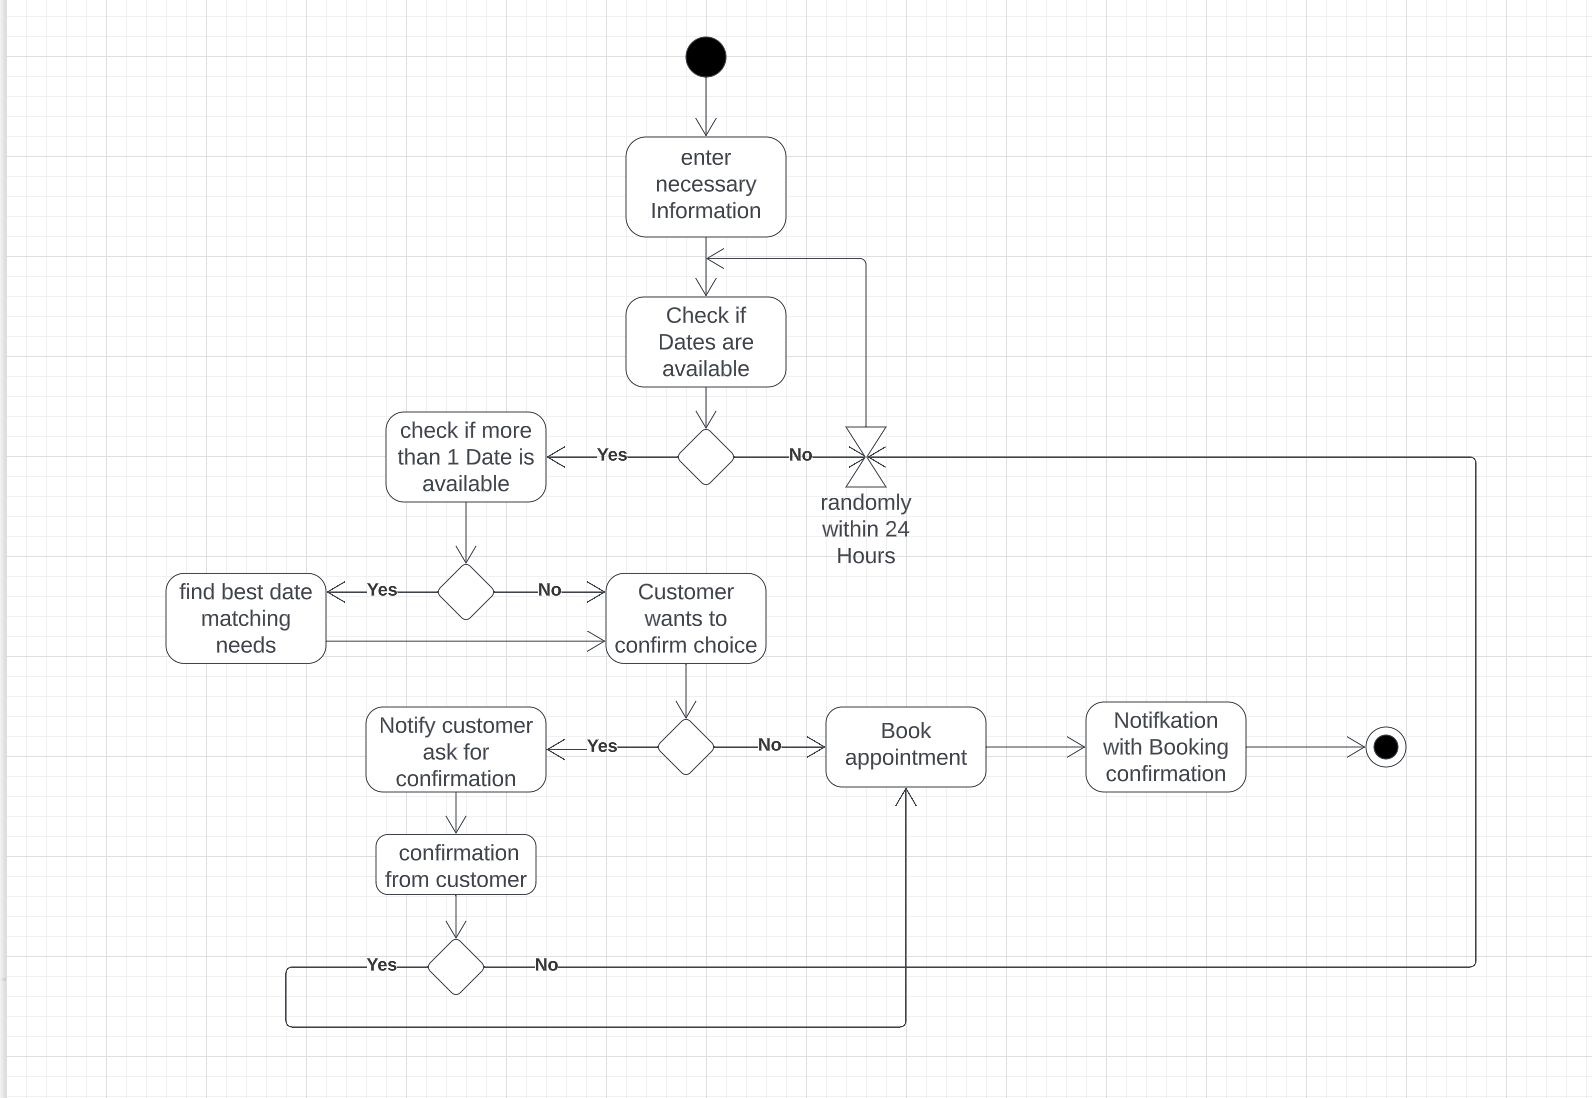 enter
necessary
Information
Check if
Dates are
available
check if more
than 1 Date is
available
Yes
No
randomly
within 24
Hours
find best date
matching
needs
Yes
No
Customer
wants to
confirm choice
Notify customer
ask for
confirmation
Yes
No
Book
appointment
Notifkation
with Booking
confirmation
confirmation
from customer
Yes
No